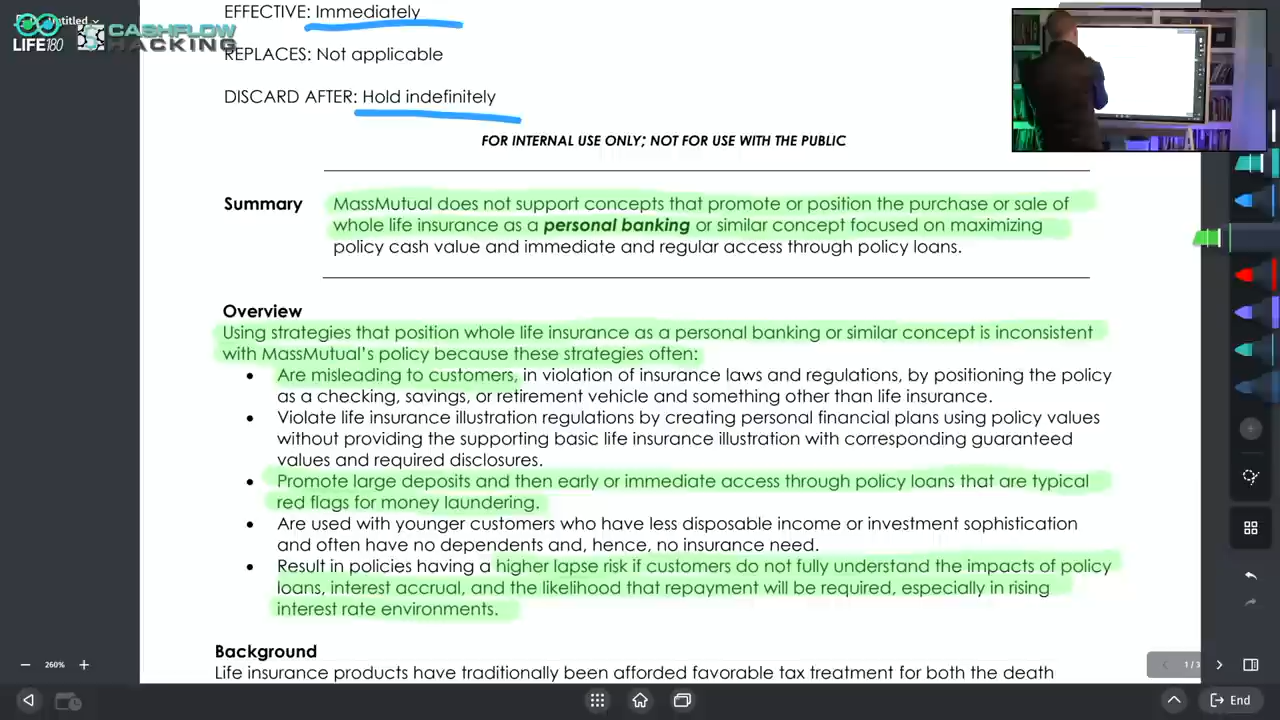 EFFECTIVE: Immediately
LIFE180
CASHFLOW
HACKING
REPLACES: Not applicable
DISCARD AFTER: Hold indefinitely
FOR INTERNAL USE ONLY; NOT FOR USE WITH THE PUBLIC
Summary
MassMutual does not support concepts that promote or position the purchase or sale of
whole life insurance as a personal banking or similar concept focused on maximizing
policy cash value and immediate and regular access through policy loans.
Overview
Using strategies that position whole life insurance as a personal banking or similar concept is inconsistent
with MassMutual's policy because these strategies often:
• Are misleading to customers, in violation of insurance laws and regulations, by positioning the policy
as a checking, savings, or retirement vehicle and something other than life insurance.
• Violate life insurance illustration regulations by creating personal financial plans using policy values
without providing the supporting basic life insurance illustration with corresponding guaranteed
values and required disclosures.
• Promote large deposits and then early or immediate access through policy loans that are typical
red flags for money laundering.
• Are used with younger customers who have less disposable income or investment sophistication
and often have no dependents and, hence, no insurance need.
• Result in policies having a higher lapse risk if customers do not fully understand the impacts of policy
loans, interest accrual, and the likelihood that repayment will be required, especially in rising
interest rate environments.
Background
Life insurance products have traditionally been afforded favorable tax treatment for both the death
260%
1/3
End